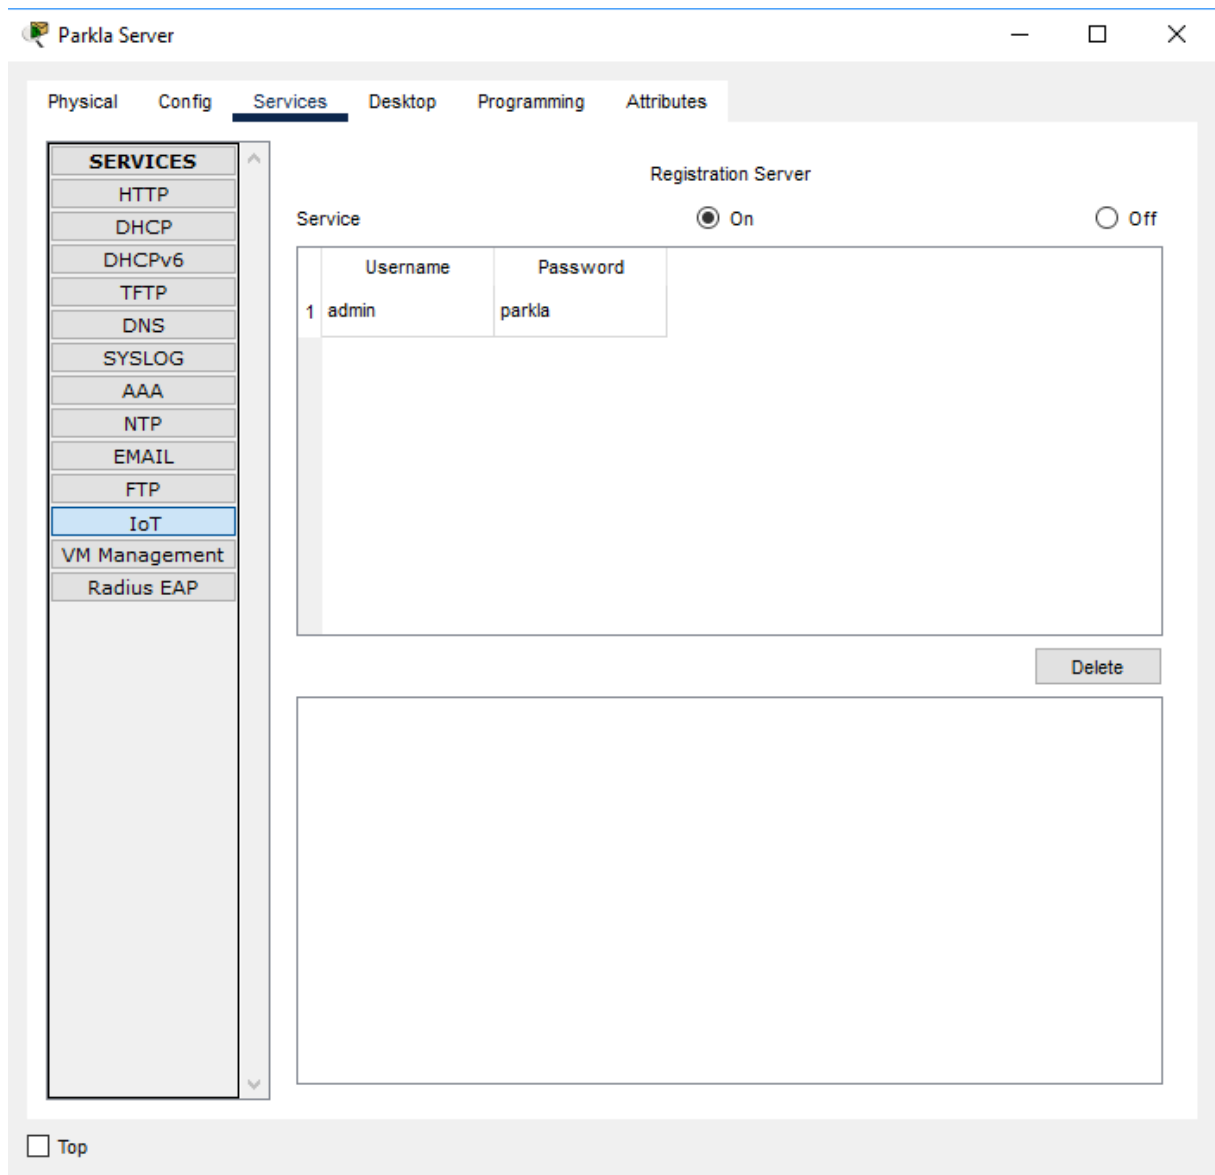 Parkla Server
Physical Config Services Desktop Programming Attributes
SERVICES
HTTP
DHCP
DHCPv6
TFTP
DNS
SYSLOG
AAA
NTP
EMAIL
FTP
IoT
VM Management
Radius EAP
Registration Server
Service On Off
Username Password
1 admin parkla
Delete
Top